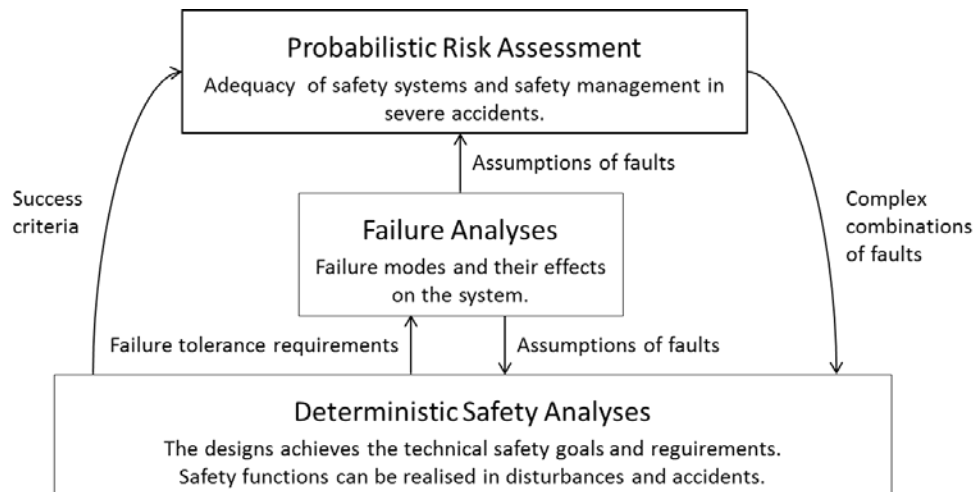 Probabilistic Risk Assessment
Adequacy of safety systems and safety management in
severe accidents.
Assumptions of faults
Success
criteria
Complex
combinations
of faults
Failure Analyses
Failure modes and their effects
on the system.
Failure tolerance requirements
Assumptions of faults
Deterministic Safety Analyses
The designs achieves the technical safety goals and reguirements.
Safety functions can be realised in disturbances and accidents.